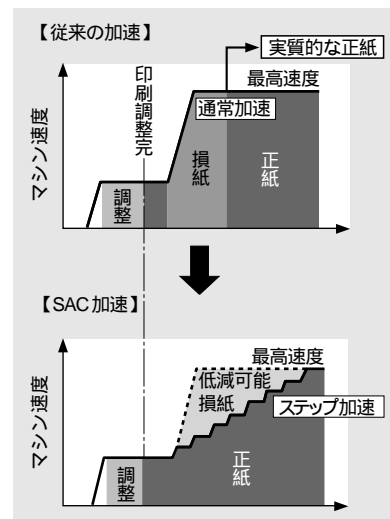 【従来の加速】
実質的な正紙
印刷調整完
最高速度
通常加速
マシン速度
調整
損紙
正紙
【SAC加速】
最高速度
低減可能
損紙
ステップ加速
マシン速度
調整
正紙